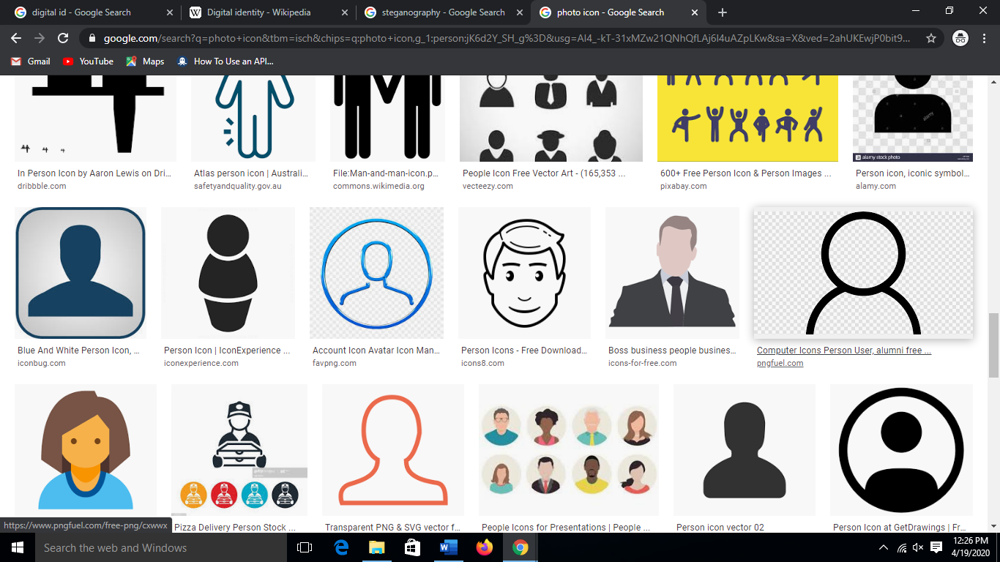 digital id - Google Search
Digital identity - Wikipedia
steganography - Google Search
photo icon - Google Search
google.com/search?q=photo+icon&tbm=isch&chips=q:photo+icon,g_1:person:jK6d2Y_SH_g%3D&usg=AI4_-kT-31xMZw21QNhQfLAj6I4uAZpLKw&sa=X&ved=2ahUKEwjP0bit9...
Gmail
YouTube
Maps
How To Use an API...
alamy
a alamy stock photo
In Person Icon by Aaron Lewis on Dri...
dribbble.com
Atlas person icon | Australi...
safetyandquality.gov.au
File:Man-and-man-icon.p...
commons.wikimedia.org
People Icon Free Vector Art - (165,353 ...
vecteezy.com
600+ Free Person Icon & Person Images ...
pixabay.com
Person icon, iconic symbol...
alamy.com
Blue And White Person Icon, ...
iconbug.com
Person Icon | IconExperience ...
iconexperience.com
Account Icon Avatar Icon Man...
favpng.com
Person Icons - Free Download...
icons8.com
Boss business people busines...
icons-for-free.com
Computer Icons Person User, alumni free ...
pngfuel.com
https://www.pngfuel.com/free-png/cxwwx
Pizza Delivery Person Stock ...
Transparent PNG & SVG vector f...
People Icons for Presentations | People ...
Person icon vector 02
Person Icon at GetDrawings | Fr...
Search the web and Windows
12:26 PM
4/19/2020